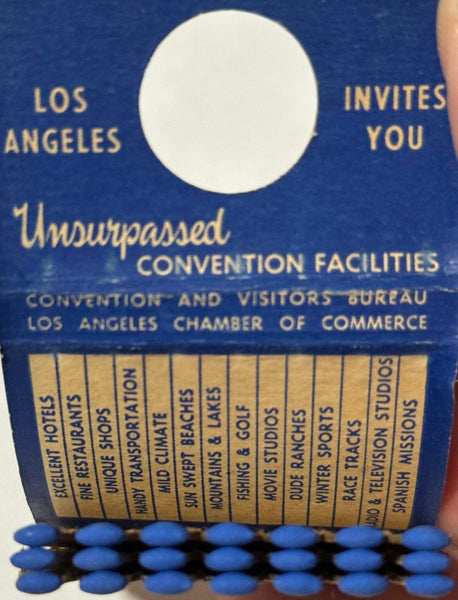 LOS
ANGELES
INVITES
YOU
Unsurpassed
CONVENTION FACILITIES
CONVENTION AND VISITORS BUREAU
LOS ANGELES CHAMBER OF COMMERCE
EXCELLENT HOTELS
FINE RESTAURANTS
UNIQUE SHOPS
HANDY TRANSPORTATION
MILD CLIMATE
SUN SWEPT BEACHES
MOUNTAINS & LAKES
FISHING & GOLF
MOVIE STUDIOS
DUDE RANCHES
WINTER SPORTS
RACE TRACKS
RADIO & TELEVISION STUDIOS
SPANISH MISSIONS